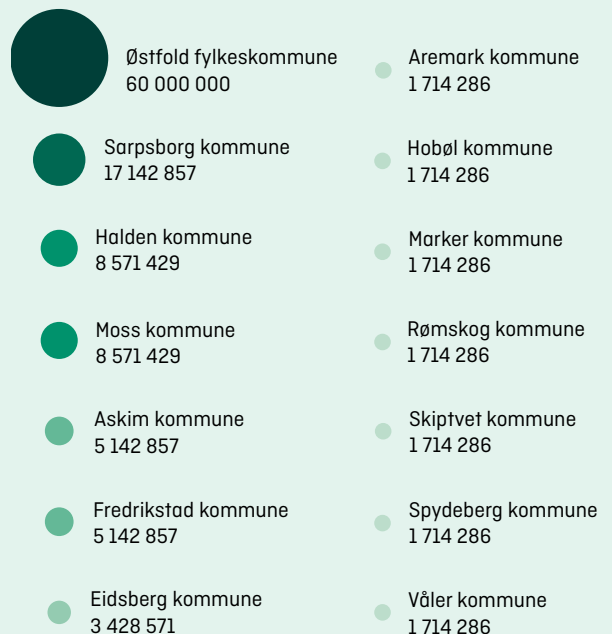 Østfold fylkeskommune
60 000 000
Sarpsborg kommune
17 142 857
Halden kommune
8 571 429
Moss kommune
8 571 429
Askim kommune
5 142 857
Fredrikstad kommune
5 142 857
Eidsberg kommune
3 428 571
Aremark kommune
1 714 286
Hobøl kommune
1 714 286
Marker kommune
1 714 286
Rømskog kommune
1 714 286
Skiptvet kommune
1 714 286
Spydeberg kommune
1 714 286
Våler kommune
1 714 286